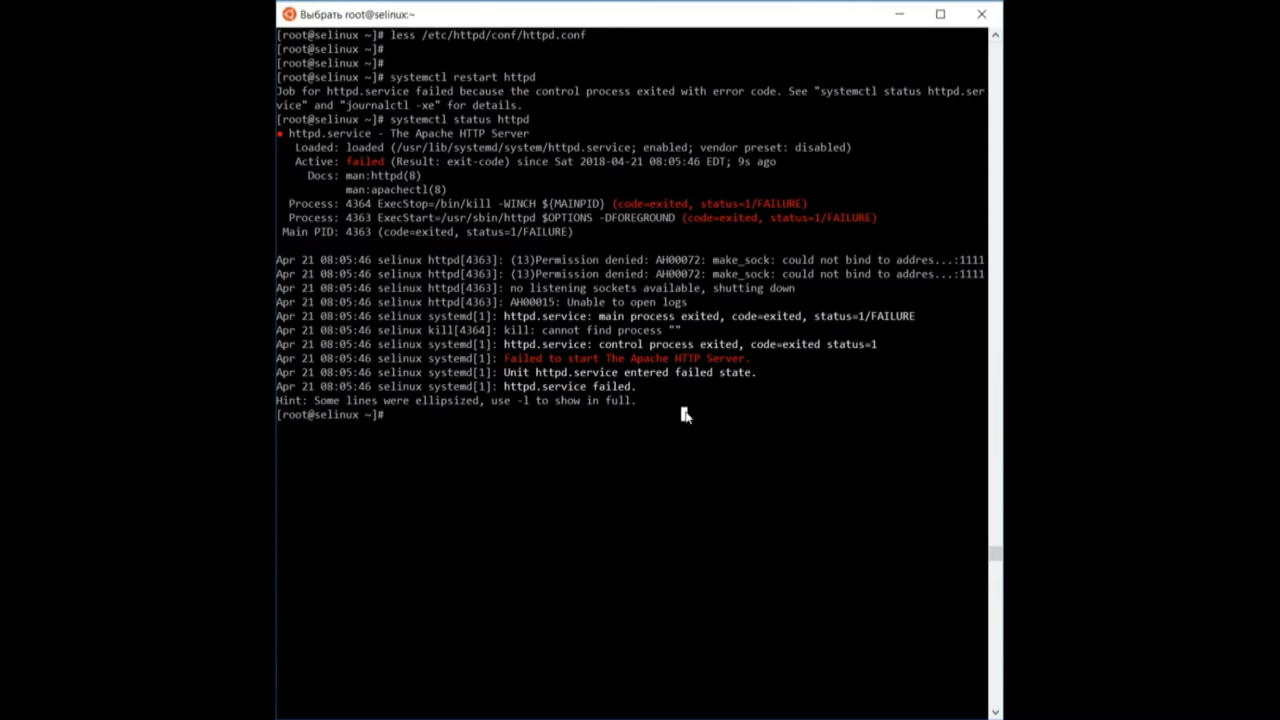 Выбрать root@selinux:~
[root@selinux ~]# less /etc/httpd/conf/httpd.conf
[root@selinux ~]#
[root@selinux ~]#
[root@selinux ~]# systemctl restart httpd
Job for httpd.service failed because the control process exited with error code. See "systemctl status httpd.ser
vice" and "journalctl -xe" for details.
[root@selinux ~]# systemctl status httpd
● httpd.service - The Apache HTTP Server
Loaded: loaded (/usr/lib/systemd/system/httpd.service; enabled; vendor preset: disabled)
Active: failed (Result: exit-code) since Sat 2018-04-21 08:05:46 EDT; 9s ago
Docs: man:httpd(8)
man:apachectl(8)
Process: 4364 ExecStop=/bin/kill -WINCH ${MAINPID} (code=exited, status=1/FAILURE)
Process: 4363 ExecStart=/usr/sbin/httpd $OPTIONS -DFOREGROUND (code=exited, status=1/FAILURE)
Main PID: 4363 (code=exited, status=1/FAILURE)
Apr 21 08:05:46 selinux httpd[4363]: (13)Permission denied: AH00072: make_sock: could not bind to addres...:1111
Apr 21 08:05:46 selinux httpd[4363]: (13)Permission denied: AH00072: make_sock: could not bind to addres...:1111
Apr 21 08:05:46 selinux httpd[4363]: no listening sockets available, shutting down
Apr 21 08:05:46 selinux httpd[4363]: AH00015: Unable to open logs
Apr 21 08:05:46 selinux systemd[1]: httpd.service: main process exited, code=exited, status=1/FAILURE
Apr 21 08:05:46 selinux kill[4364]: kill: cannot find process ""
Apr 21 08:05:46 selinux systemd[1]: httpd.service: control process exited, code=exited status=1
Apr 21 08:05:46 selinux systemd[1]: Failed to start The Apache HTTP Server.
Apr 21 08:05:46 selinux systemd[1]: Unit httpd.service entered failed state.
Apr 21 08:05:46 selinux systemd[1]: httpd.service failed.
Hint: Some lines were ellipsized, use -l to show in full.
[root@selinux ~]#